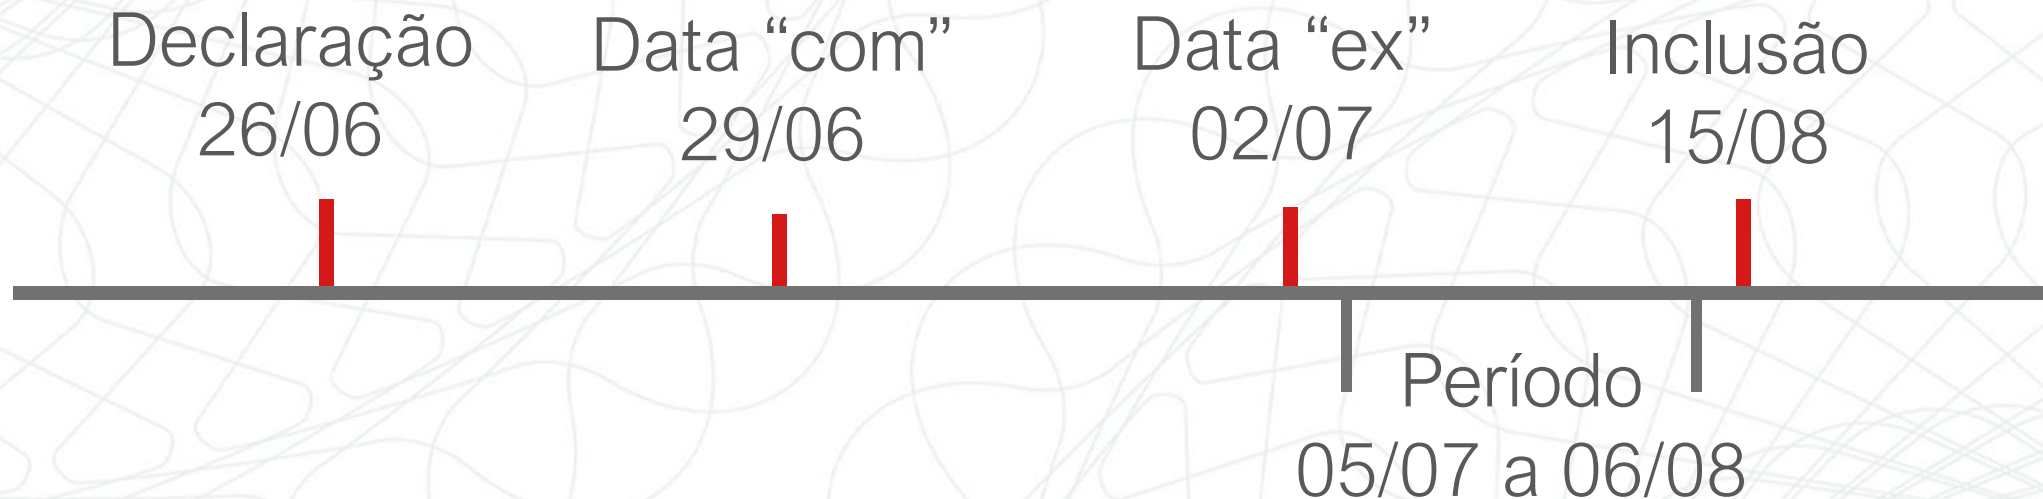 Declaração
26/06
Data “com”
29/06
Data “ex”
02/07
Inclusão
15/08
Período
05/07 a 06/08